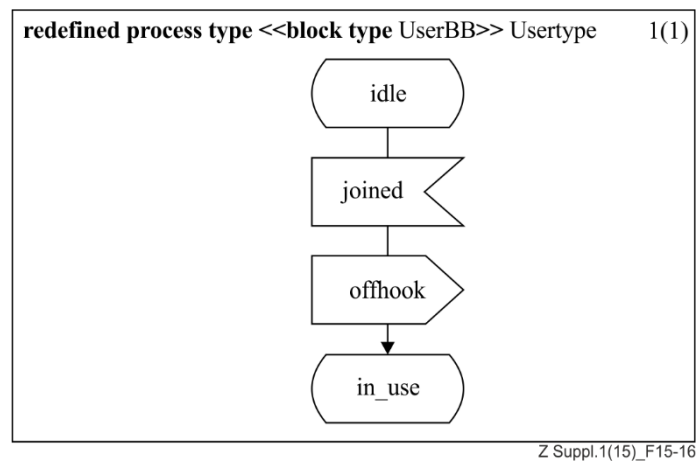 redefined process type <<block type UserBB>> Usertype 1(1)
idle
joined
offhook
in_use
Z Suppl.1(15)_F15-16